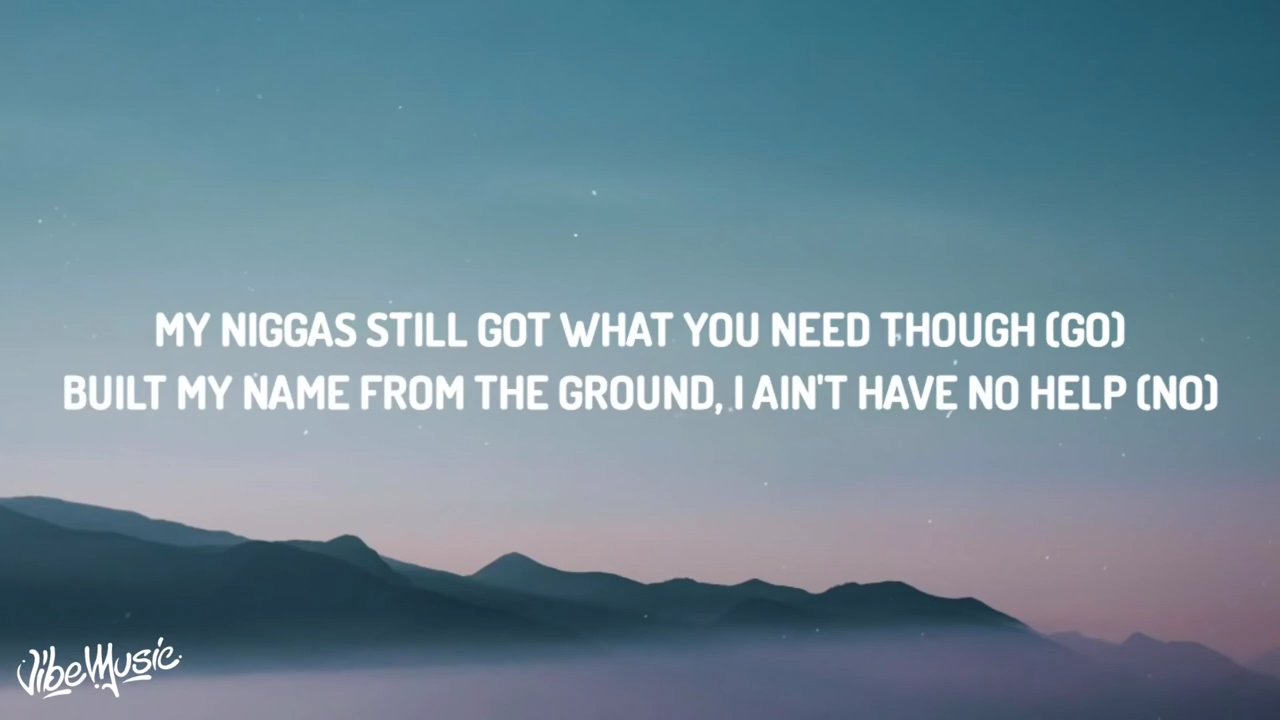 MY NIGGAS STILL GOT WHAT YOU NEED THOUGH (GO)
BUILT MY NAME FROM THE GROUND, I AIN'T HAVE NO HELP (NO)
VibeMusic